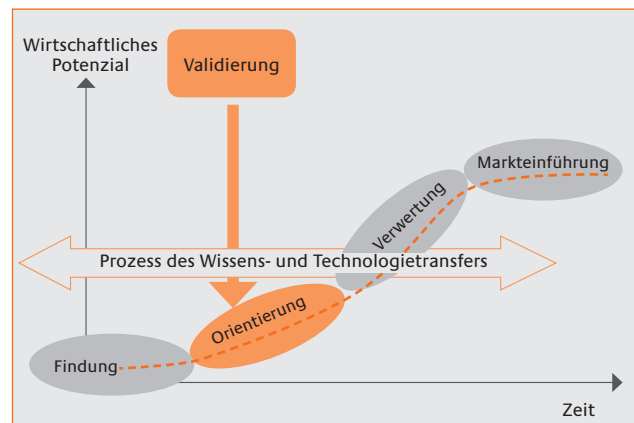 Wirtschaftliches
Potenzial
Validierung
Markteinführung
Verwertung
Prozess des Wissens- und Technologietransfers
Orientierung
Findung
Zeit